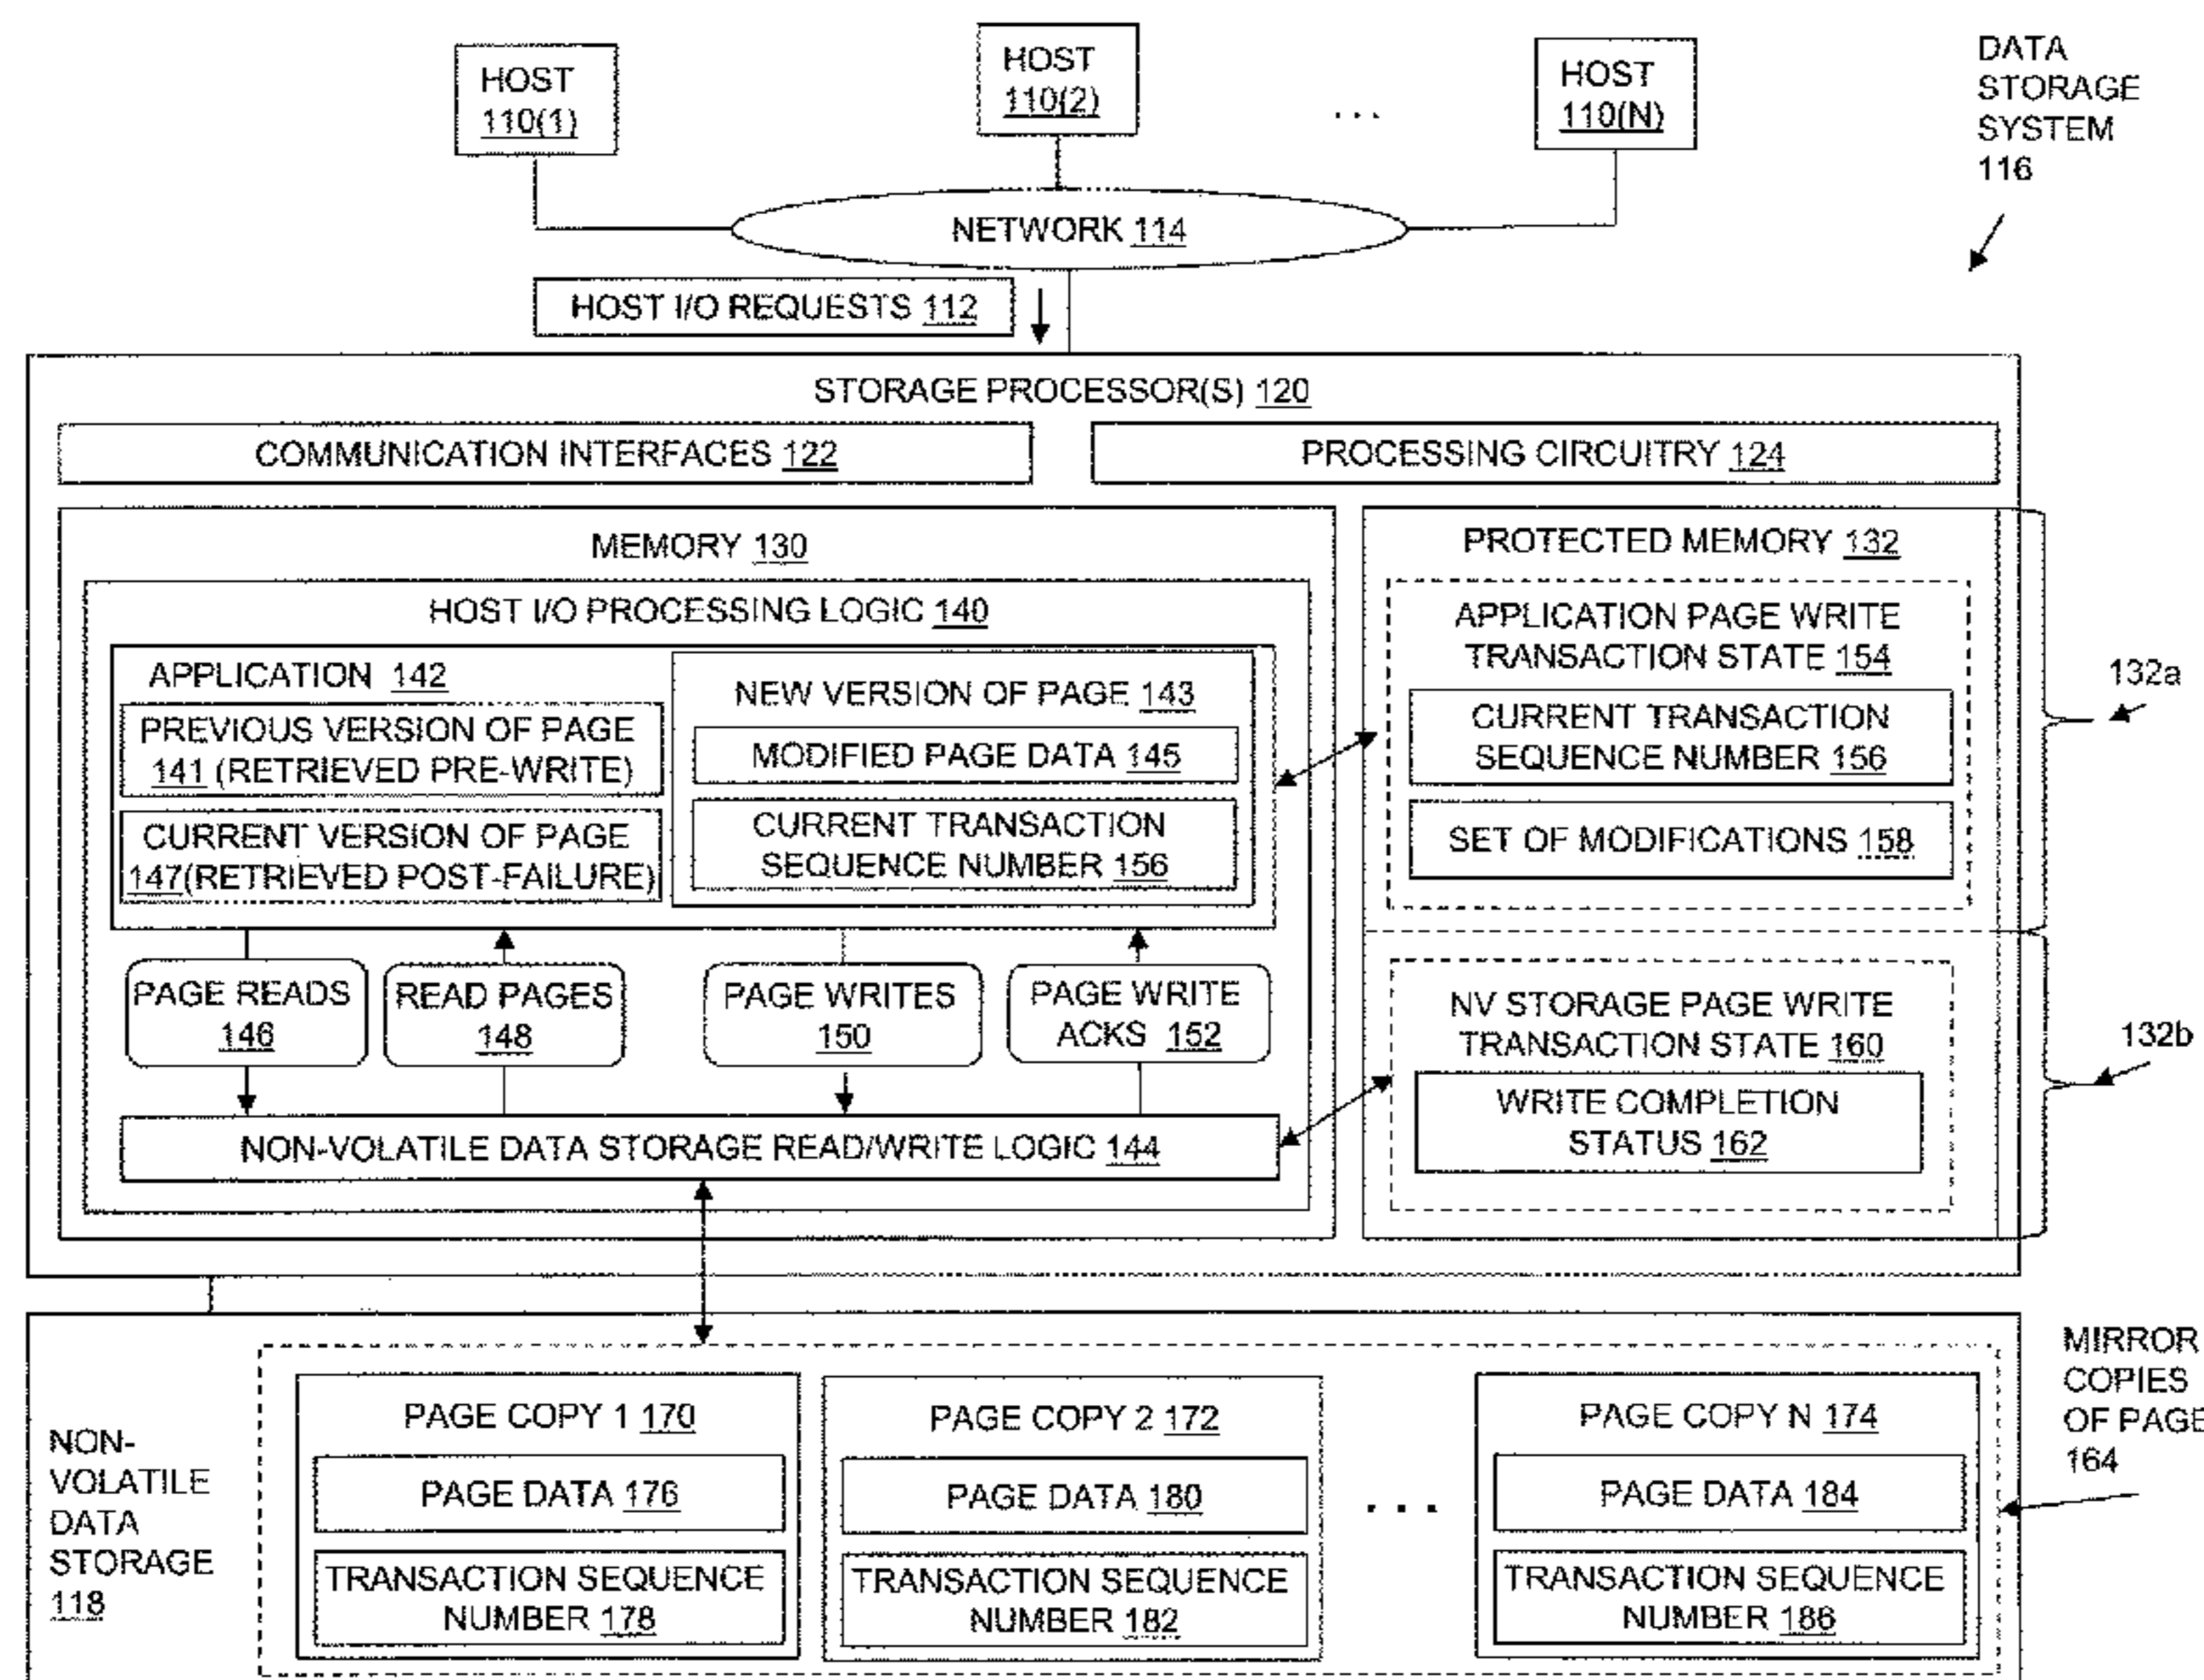 HOST
110(1)
HOST
110(2)
. . .
HOST
110(N)
DATA
STORAGE
SYSTEM
116
NETWORK 114
HOST I/O REQUESTS 112
STORAGE PROCESSOR(S) 120
COMMUNICATION INTERFACES 122
PROCESSING CIRCUITRY 124
MEMORY 130
HOST I/O PROCESSING LOGIC 140
APPLICATION 142
PREVIOUS VERSION OF PAGE
141 (RETRIEVED PRE-WRITE)
CURRENT VERSION OF PAGE
147(RETRIEVED POST-FAILURE)
NEW VERSION OF PAGE 143
MODIFIED PAGE DATA 145
CURRENT TRANSACTION
SEQUENCE NUMBER 156
PAGE READS
146
READ PAGES
148
PAGE WRITES
150
PAGE WRITE
ACKS 152
NON-VOLATILE DATA STORAGE READ/WRITE LOGIC 144
PROTECTED MEMORY 132
APPLICATION PAGE WRITE
TRANSACTION STATE 154
CURRENT TRANSACTION
SEQUENCE NUMBER 156
SET OF MODIFICATIONS 158
132a
NV STORAGE PAGE WRITE
TRANSACTION STATE 160
WRITE COMPLETION
STATUS 162
132b
NON-
VOLATILE
DATA
STORAGE
118
PAGE COPY 1 170
PAGE DATA 176
TRANSACTION SEQUENCE
NUMBER 178
PAGE COPY 2 172
PAGE DATA 180
TRANSACTION SEQUENCE
NUMBER 182
. . .
PAGE COPY N 174
PAGE DATA 184
TRANSACTION SEQUENCE
NUMBER 186
MIRROR
COPIES
OF PAGE
164